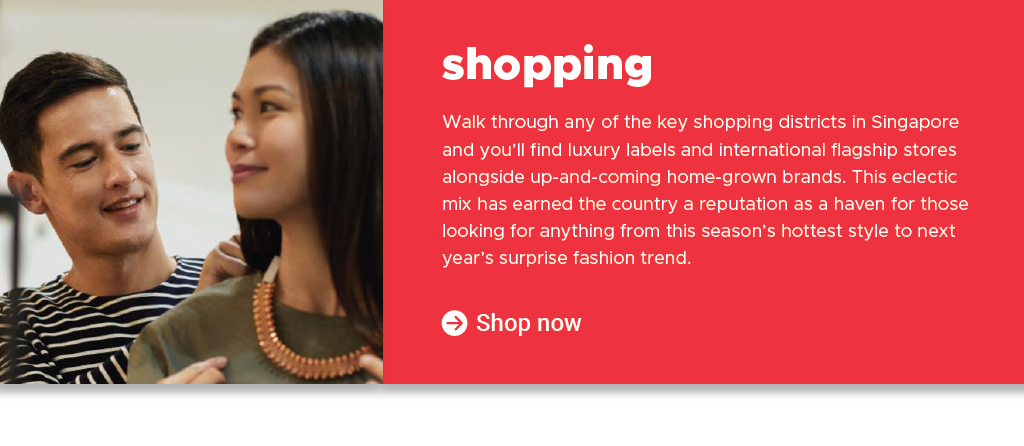 shopping
Walk through any of the key shopping districts in Singapore
and you’ll find luxury labels and international flagship stores
alongside up-and-coming home-grown brands. This eclectic
mix has earned the country a reputation as a haven for those
looking for anything from this season’s hottest style to next
year’s surprise fashion trend.
Shop now